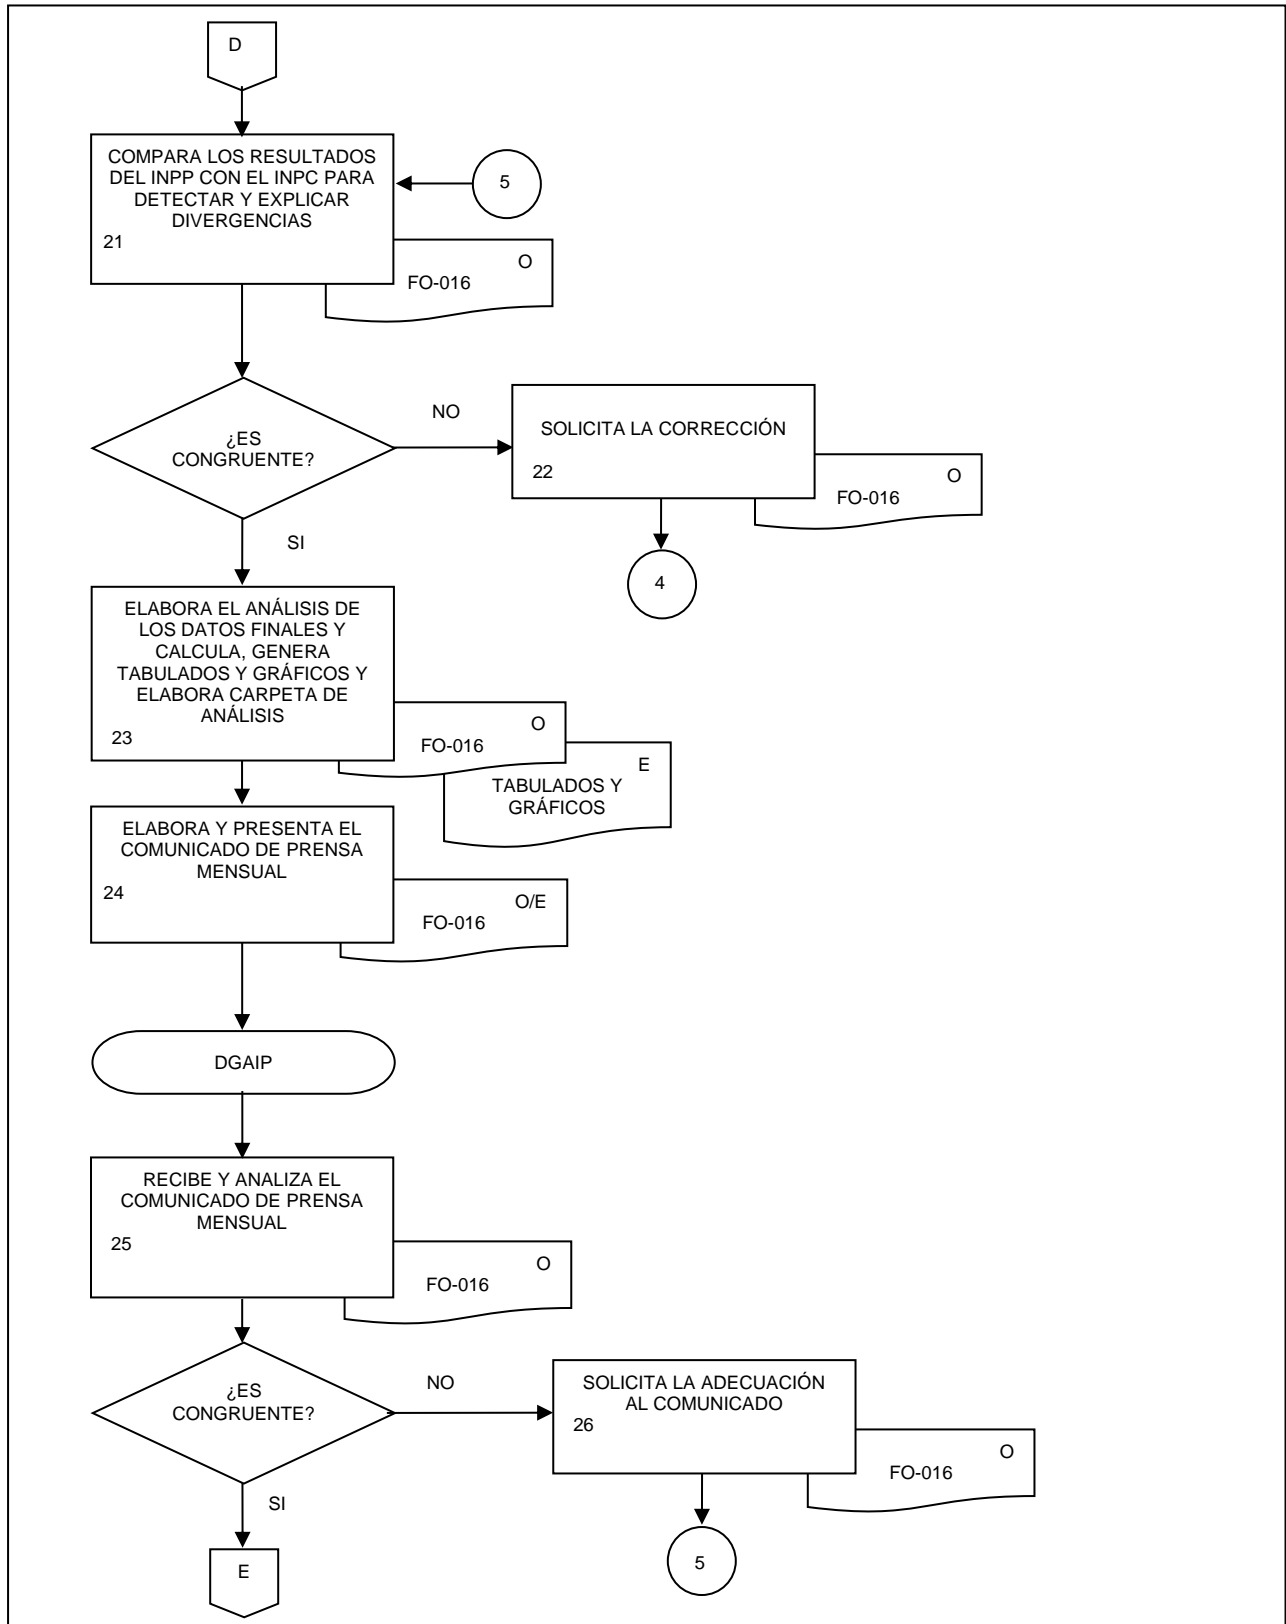 D
COMPARA LOS RESULTADOS
DEL INPP CON EL INPC PARA
DETECTAR Y EXPLICAR
DIVERGENCIAS
21
5
O
FO-016
¿ES
CONGRUENTE?
NO
SOLICITA LA CORRECCIÓN
22
O
FO-016
SI
4
ELABORA EL ANÁLISIS DE
LOS DATOS FINALES Y
CALCULA, GENERA
TABULADOS Y GRÁFICOS Y
ELABORA CARPETA DE
ANÁLISIS
23
O
FO-016
E
TABULADOS Y
GRÁFICOS
ELABORA Y PRESENTA EL
COMUNICADO DE PRENSA
MENSUAL
24
O/E
FO-016
DGAIP
RECIBE Y ANALIZA EL
COMUNICADO DE PRENSA
MENSUAL
25
O
FO-016
¿ES
CONGRUENTE?
NO
SOLICITA LA ADECUACIÓN
AL COMUNICADO
26
O
FO-016
SI
E
5